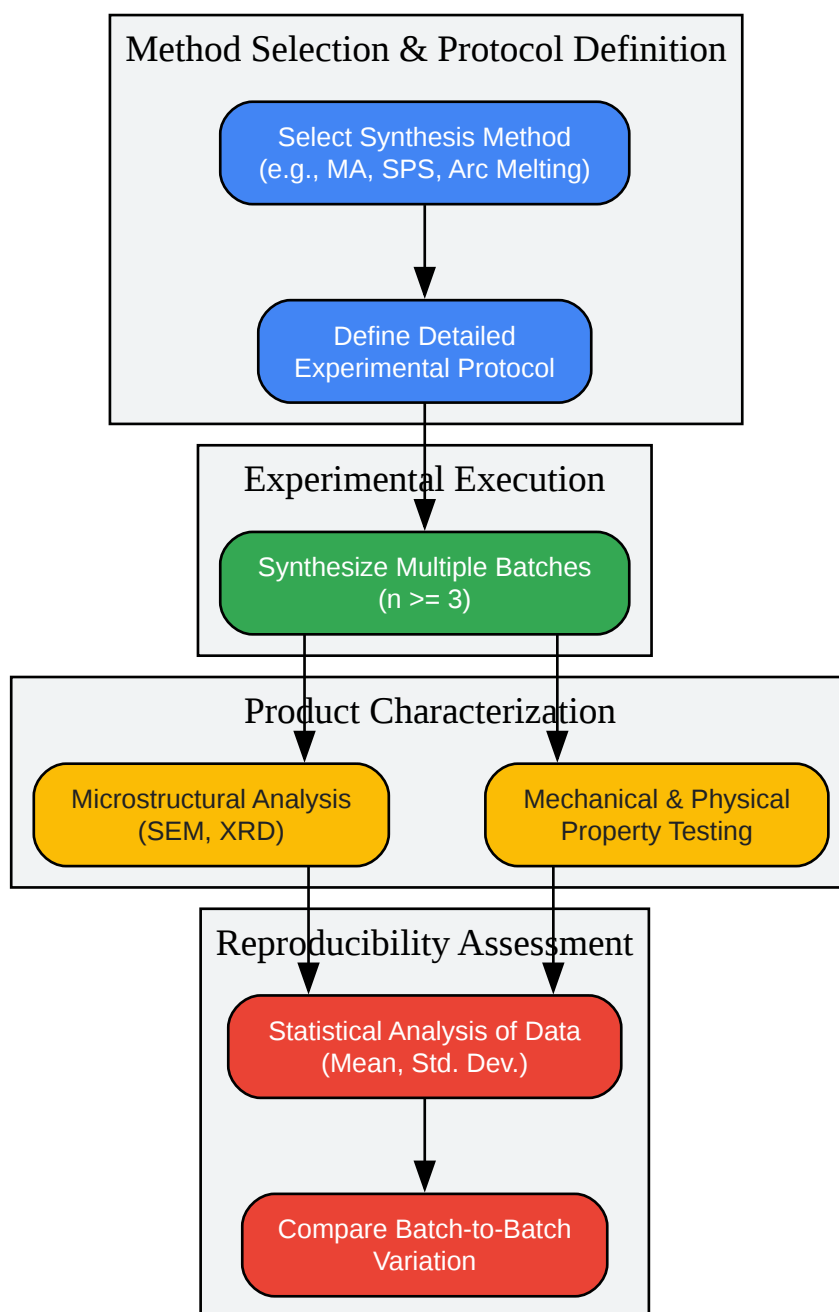 Method Selection & Protocol Definition
Select Synthesis Method
(e.g., MA, SPS, Arc Melting)
Define Detailed
Experimental Protocol
Experimental Execution
Synthesize Multiple Batches
(n >= 3)
Product Characterization
Microstructural Analysis
(SEM, XRD)
Mechanical & Physical
Property Testing
Reproducibility Assessment
Statistical Analysis of Data
(Mean, Std. Dev.)
Compare Batch-to-Batch
Variation